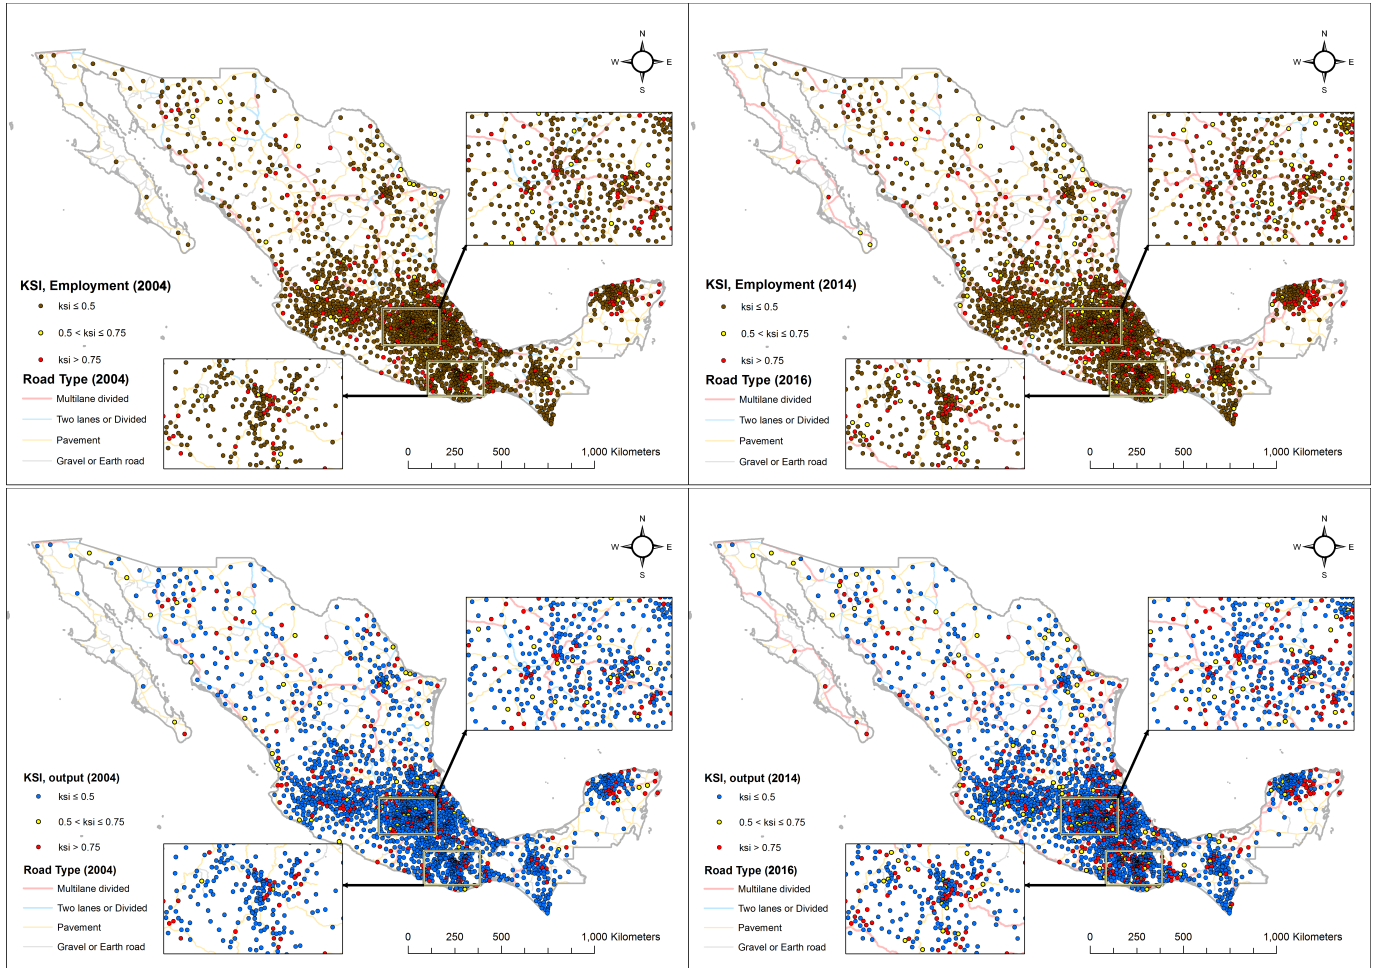 N
W E
S
KSI, Employment (2004)
ksi ≤ 0.5
0.5 < ksi ≤ 0.75
ksi > 0.75
Road Type (2004)
Multilane divided
Two lanes or Divided
Pavement
Gravel or Earth road
0 250 500 1,000 Kilometers
N
W E
S
KSI, Employment (2014)
ksi ≤ 0.5
0.5 < ksi ≤ 0.75
ksi > 0.75
Road Type (2016)
Multilane divided
Two lanes or Divided
Pavement
Gravel or Earth road
0 250 500 1,000 Kilometers
N
W E
S
KSI, output (2004)
ksi ≤ 0.5
0.5 < ksi ≤ 0.75
ksi > 0.75
Road Type (2004)
Multilane divided
Two lanes or Divided
Pavement
Gravel or Earth road
0 250 500 1,000 Kilometers
N
W E
S
KSI, output (2014)
ksi ≤ 0.5
0.5 < ksi ≤ 0.75
ksi > 0.75
Road Type (2016)
Multilane divided
Two lanes or Divided
Pavement
Gravel or Earth road
0 250 500 1,000 Kilometers